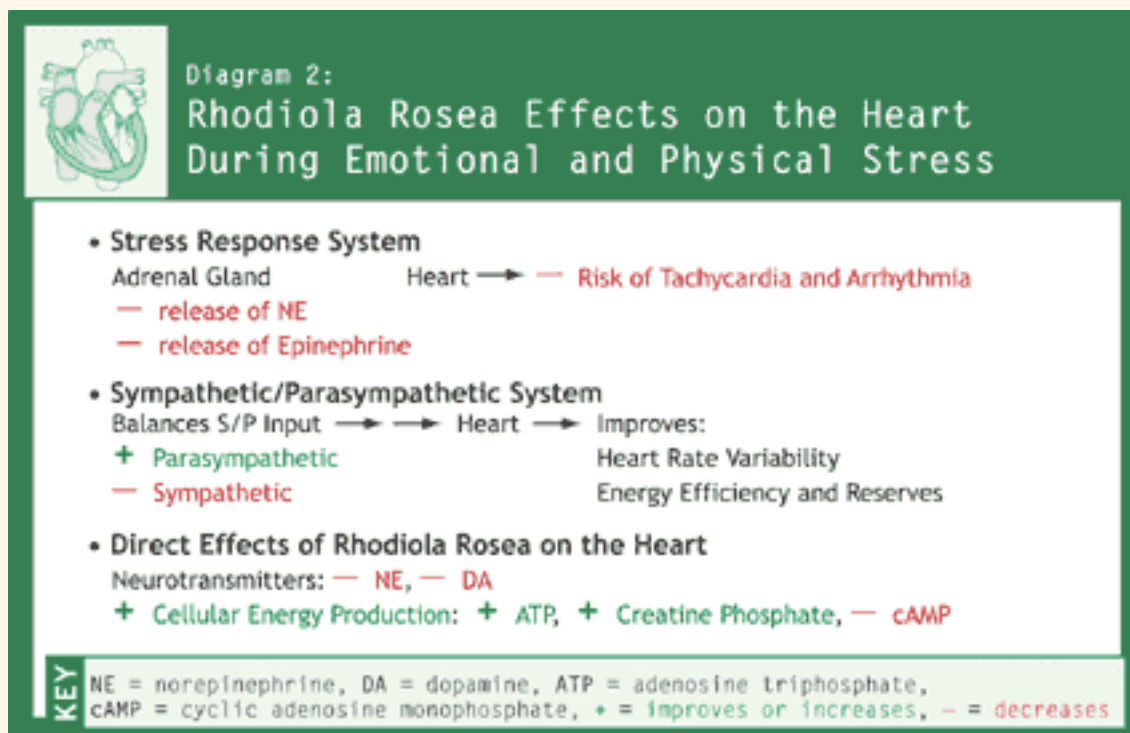 Diagram 2:
Rhodiola Rosea Effects on the Heart
During Emotional and Physical Stress
• Stress Response System
Adrenal Gland Heart → — Risk of Tachycardia and Arrhythmia
— release of NE
— release of Epinephrine
• Sympathetic/Parasympathetic System
Balances S/P Input → → Heart → Improves:
+ Parasympathetic Heart Rate Variability
— Sympathetic Energy Efficiency and Reserves
• Direct Effects of Rhodiola Rosea on the Heart
Neurotransmitters: — NE, — DA
+ Cellular Energy Production: + ATP, + Creatine Phosphate, — cAMP
KEY
NE = norepinephrine, DA = dopamine, ATP = adenosine triphosphate,
cAMP = cyclic adenosine monophosphate, + = improves or increases, — = decreases